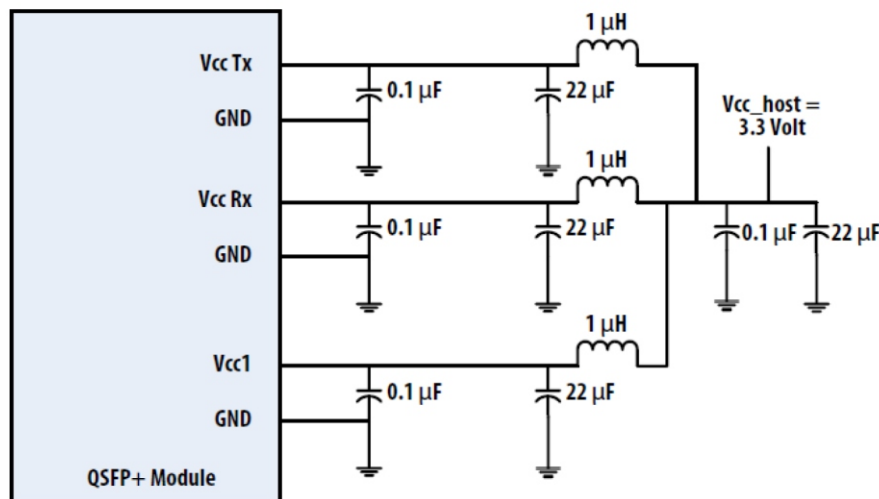 1 μH
Vcc Tx
0.1 μF
22 μF
GND
Vcc_host =
3.3 Volt
1 μH
Vcc Rx
0.1 μF
22 μF
0.1 μF
22 μF
GND
1 μH
Vcc1
0.1 μF
22 μF
GND
QSFP+ Module